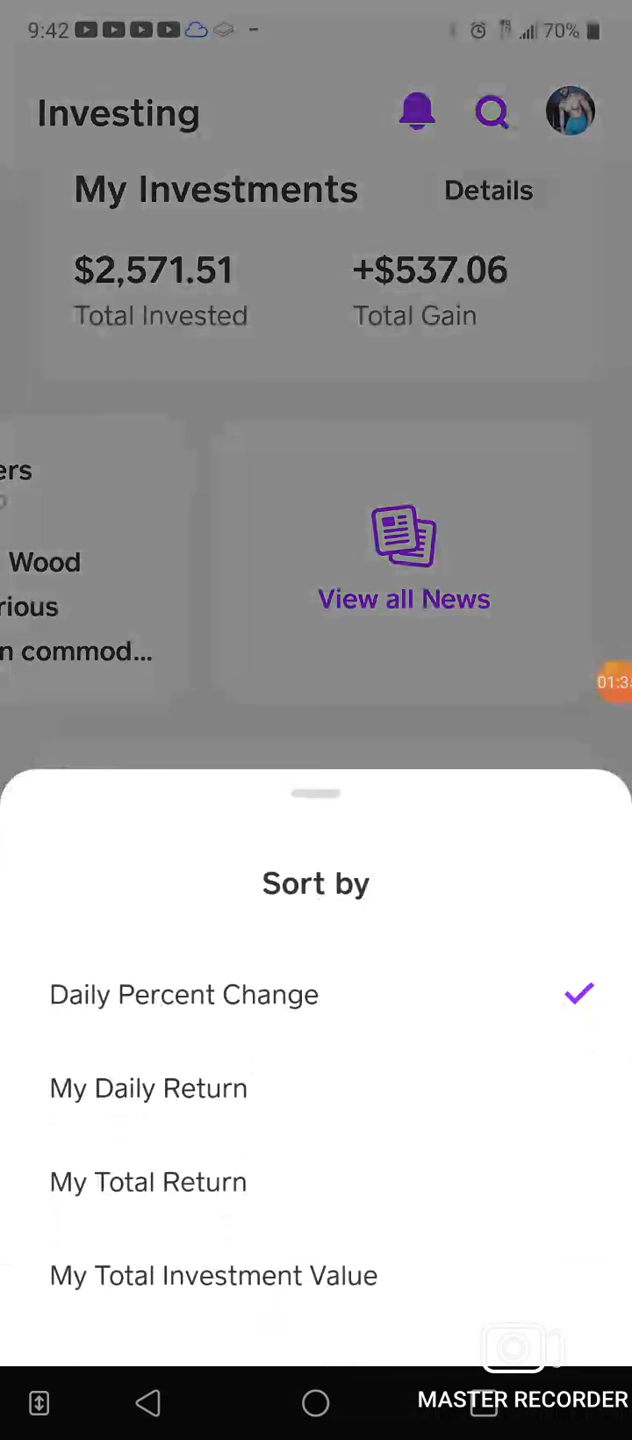 9:42
70%
Investing
My Investments
Details
$2,571.51
+$537.06
Total Invested
Total Gain
ers
Wood
rious
n commod...
View all News
01:3
Sort by
Daily Percent Change
My Daily Return
My Total Return
My Total Investment Value
MASTER RECORDER